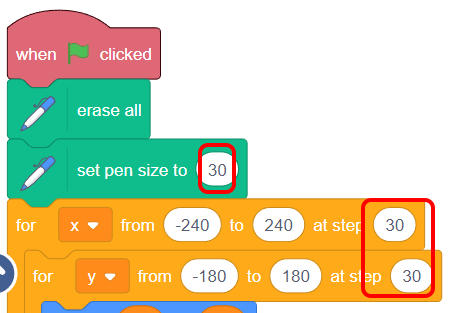 when clicked
erase all
set pen size to 30
for x from -240 to 240 at step 30
for y from -180 to 180 at step 30